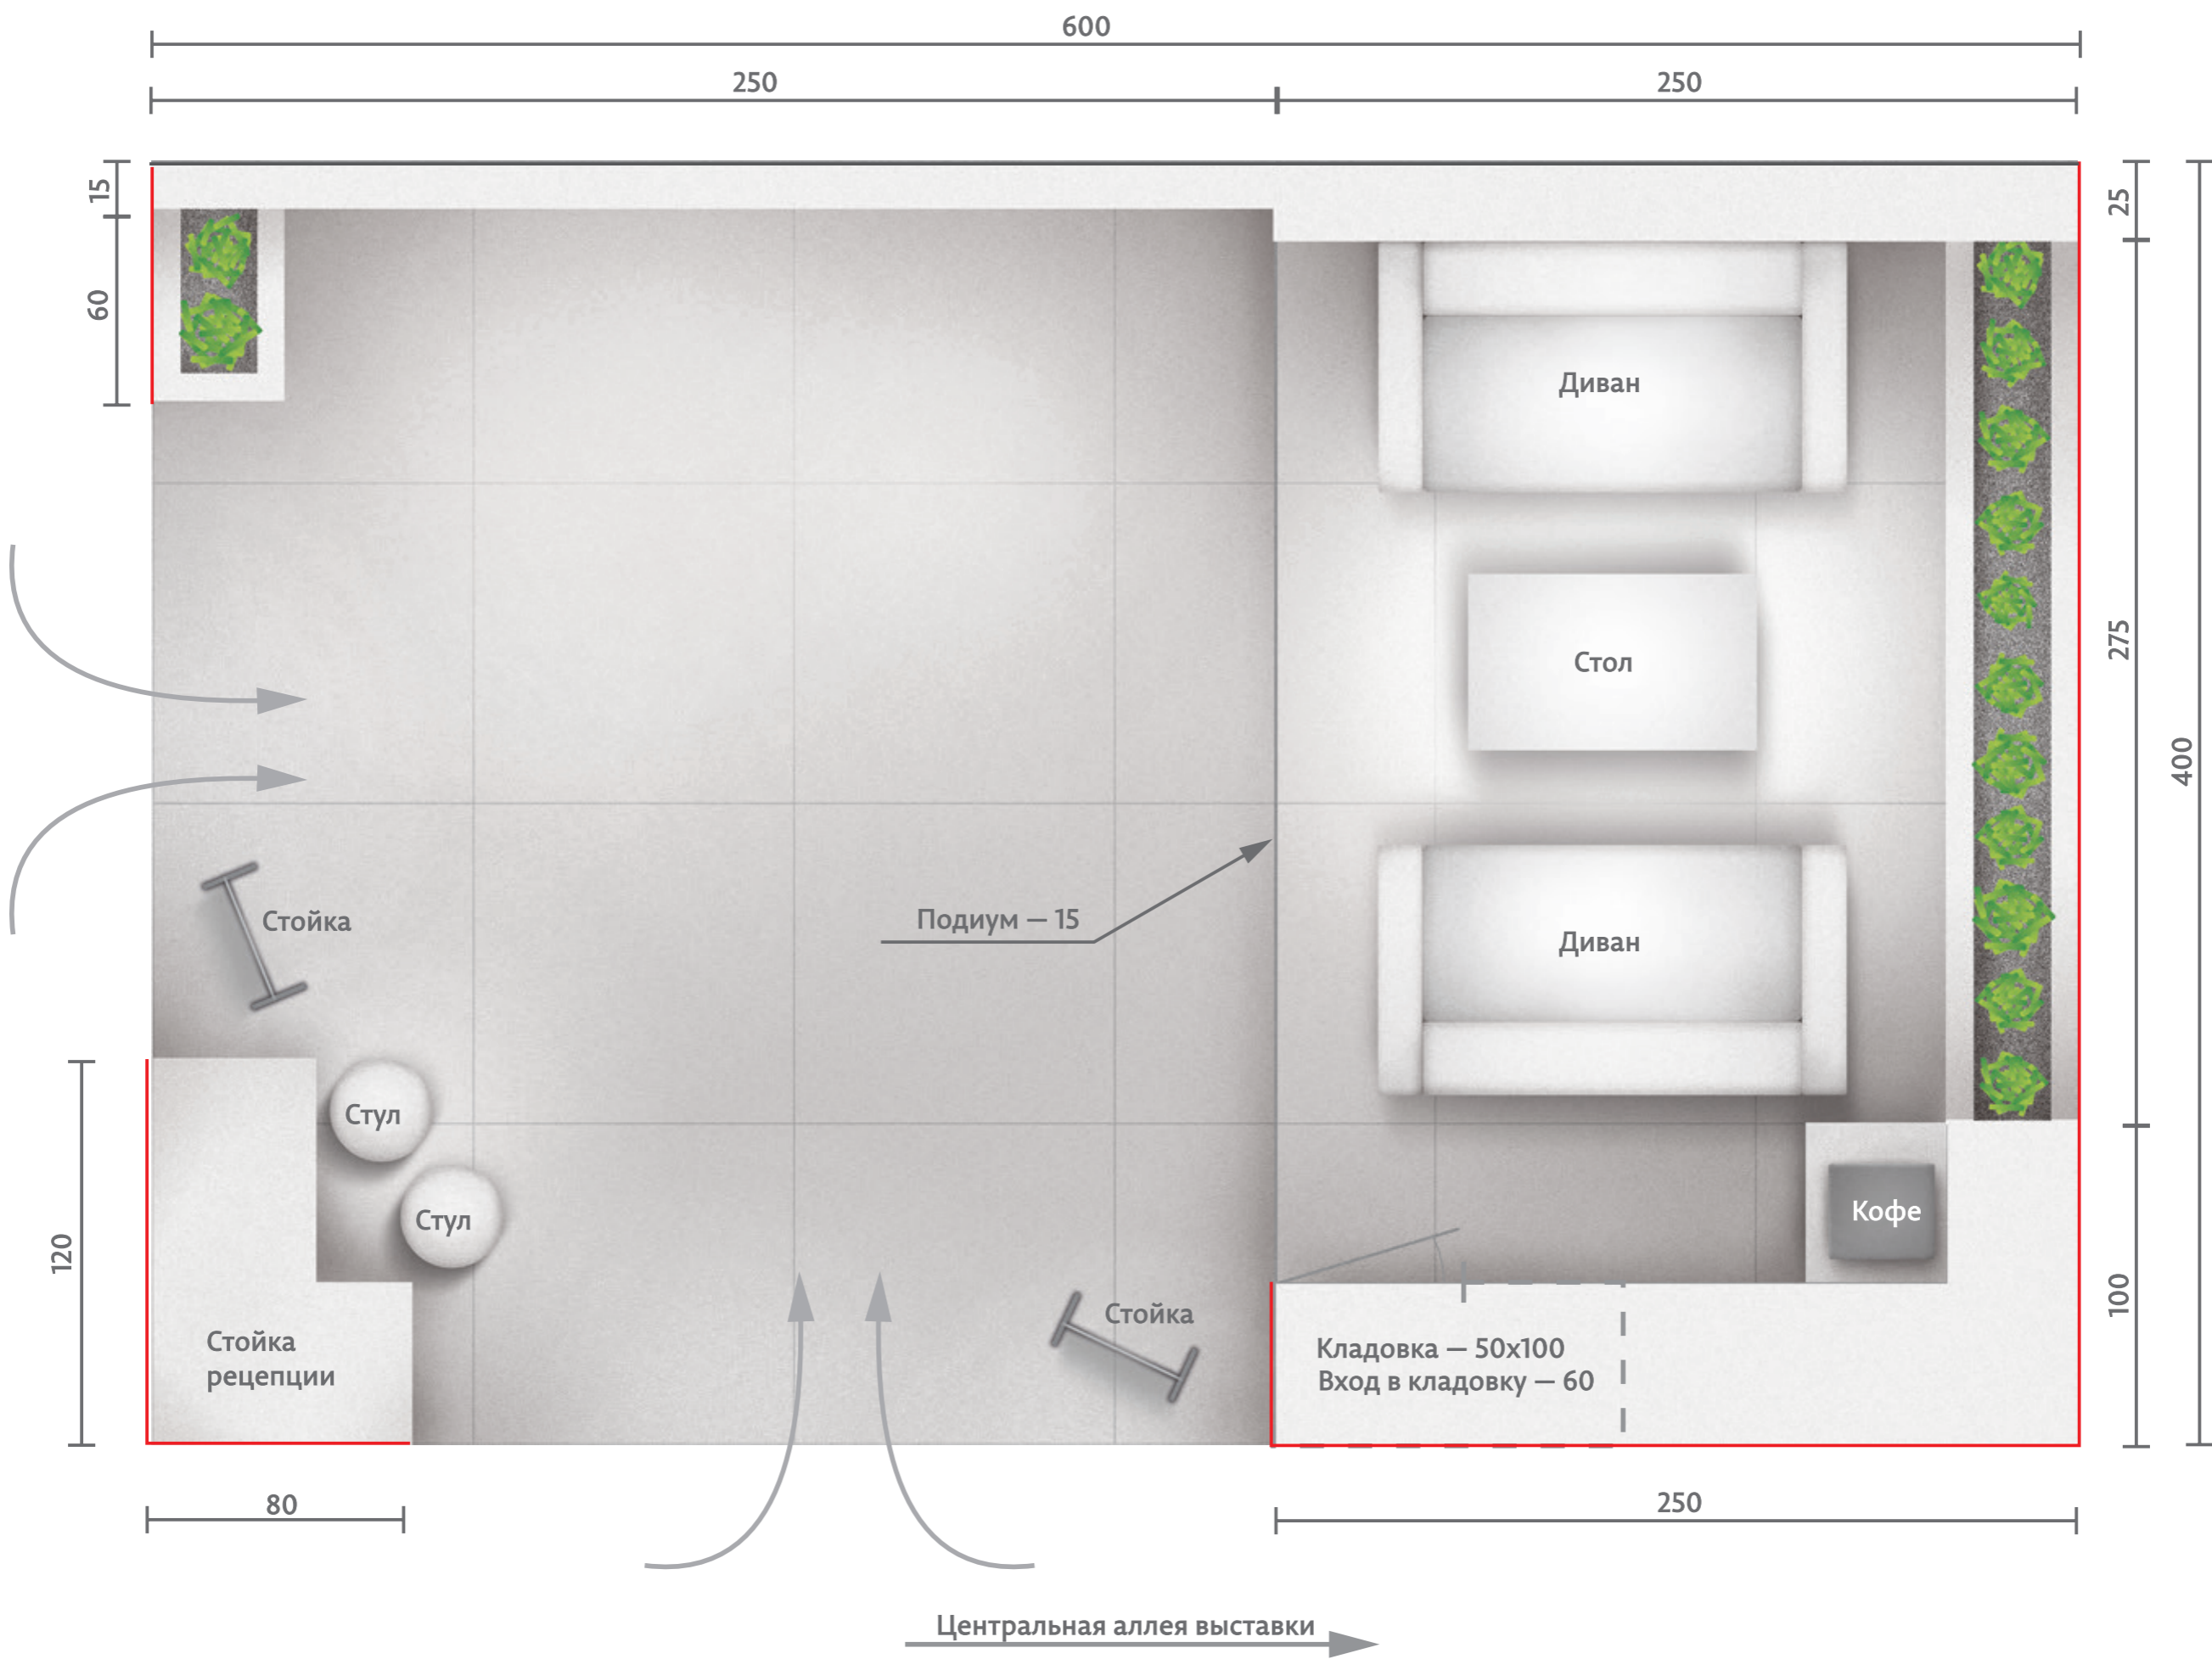 600
250
250
15
25
60
Диван
275
Стол
400
Подиум — 15
Стойка
Диван
Стул
Стул
Кофе
120
100
Стойка
Стойка
рецепции
Кладовка — 50x100
Вход в кладовку — 60
80
250
Центральная аллея выставки